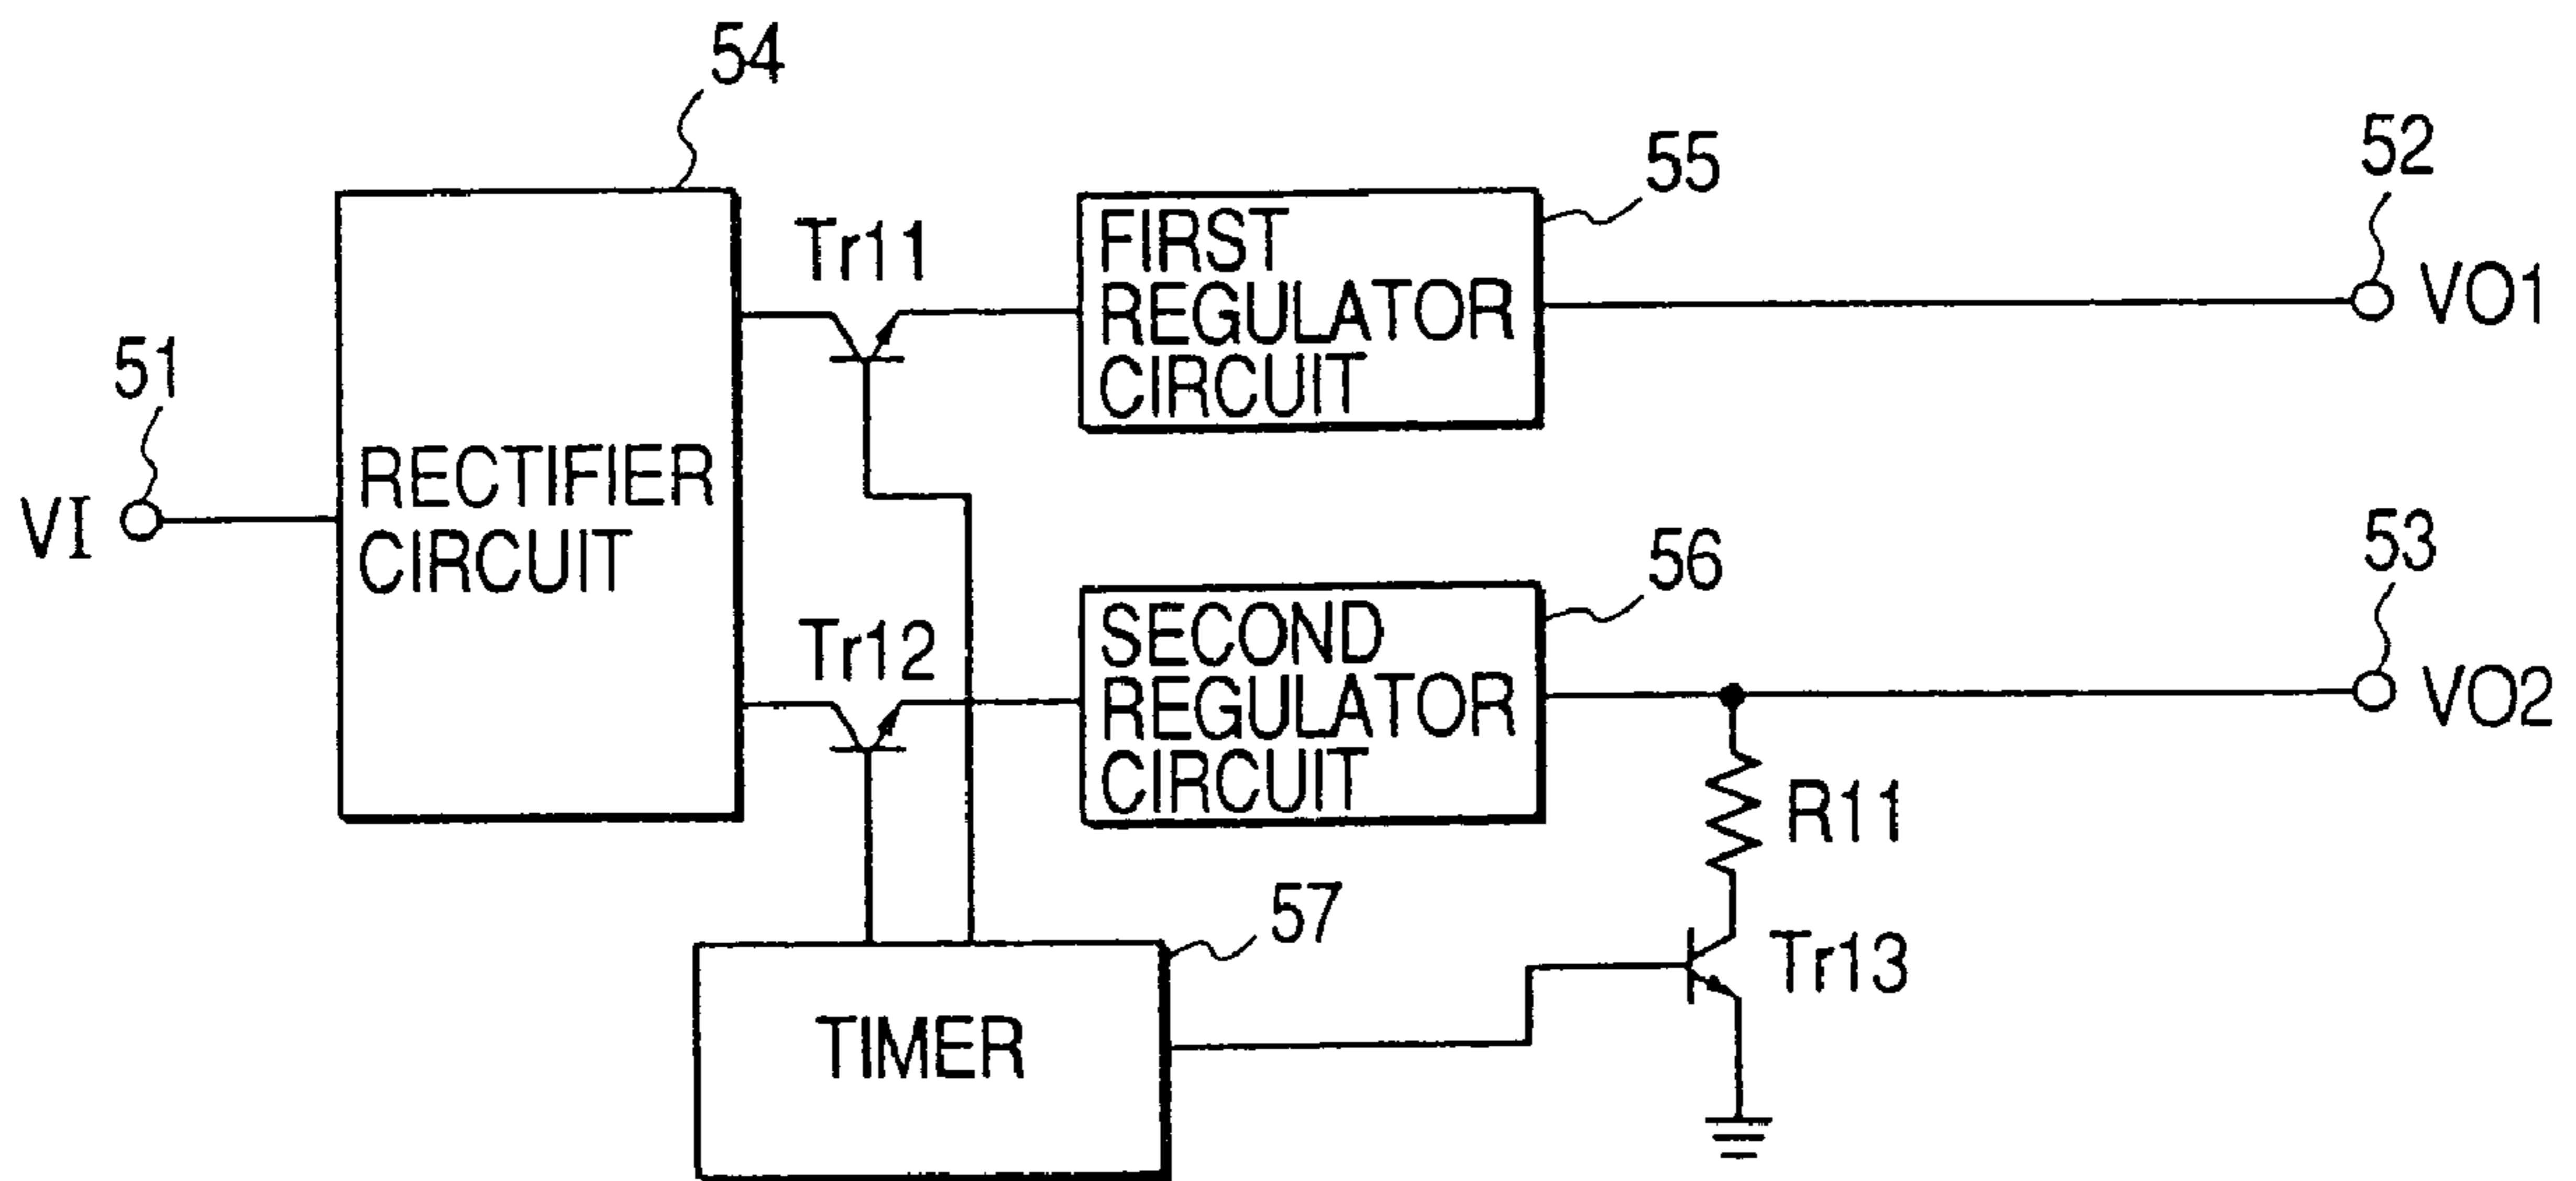 54
55
52
Tr11
FIRST
REGULATOR
CIRCUIT
VO1
51
RECTIFIER
CIRCUIT
VI
56
53
Tr12
SECOND
REGULATOR
CIRCUIT
VO2
R11
57
Tr13
TIMER